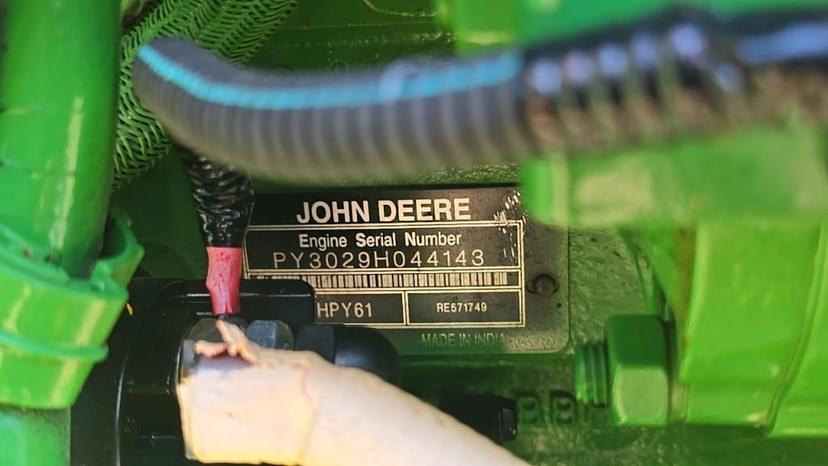 JOHN DEERE
Engine Serial Number
PY3029H044143
HPY61
RE571749
MADE IN INDIA